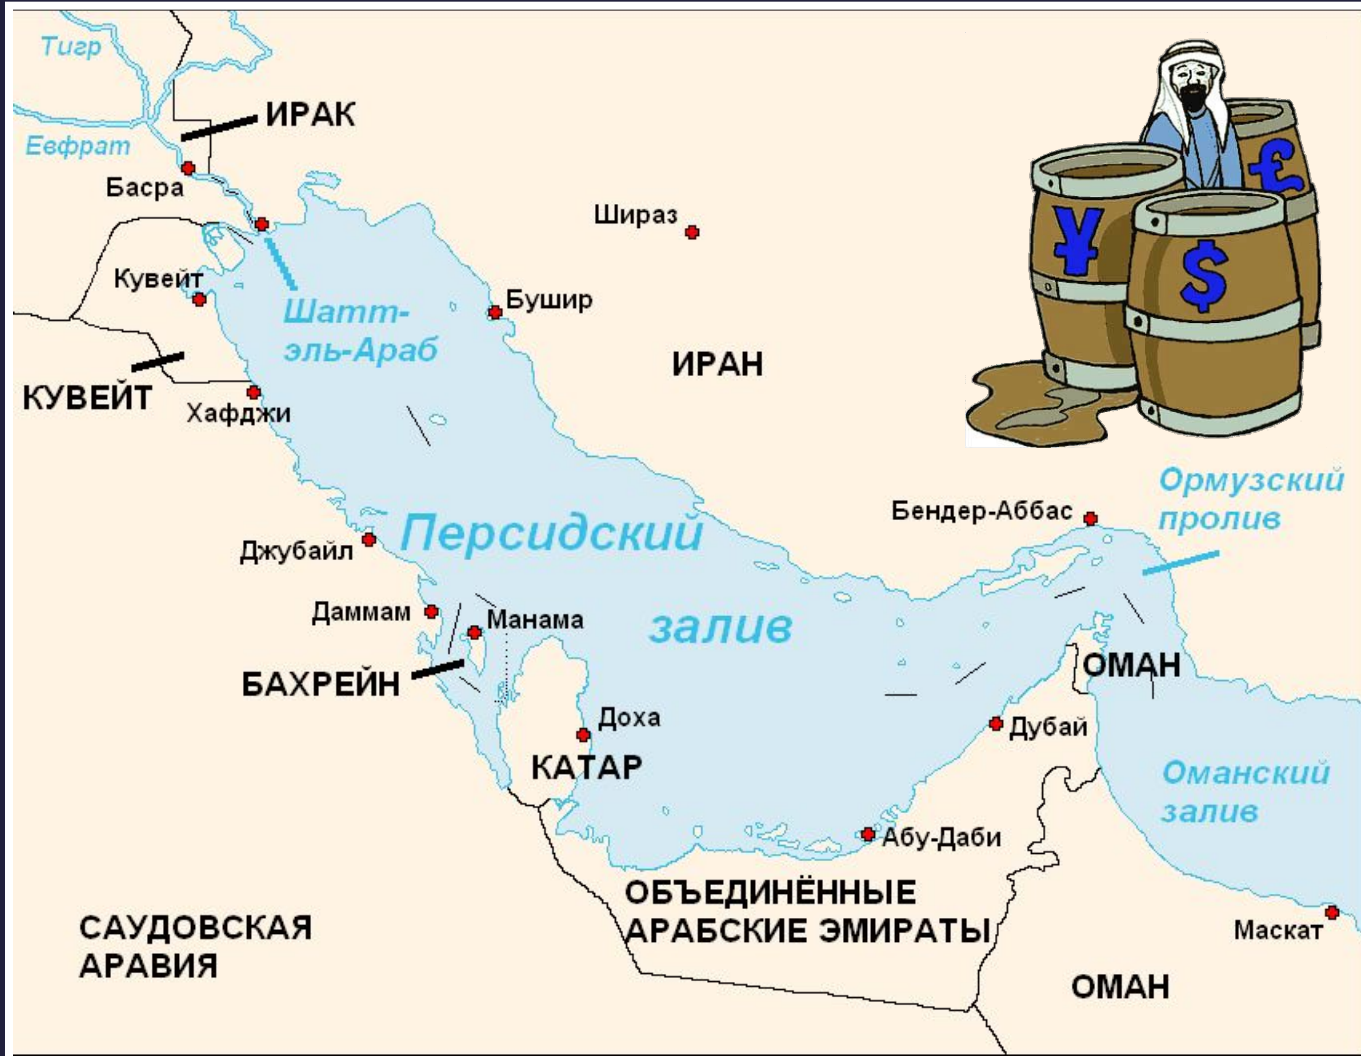 Тигр
ИРАК
Евфрат
Басра
Шираз
¥
£
$
Кувейт
Бушир
Шатт-
эль-Араб
ИРАН
КУВЕЙТ
Хафджи
Ормузский
пролив
Бендер-Аббас
Персидский
залив
Джубайл
Даммам
Манама
БАХРЕЙН
ОМАН
Доха
КАТАР
Дубай
Оманский
залив
Абу-Даби
ОБЪЕДИНЁННЫЕ
АРАБСКИЕ ЭМИРАТЫ
САУДОВСКАЯ
АРАВИЯ
Маскат
ОМАН